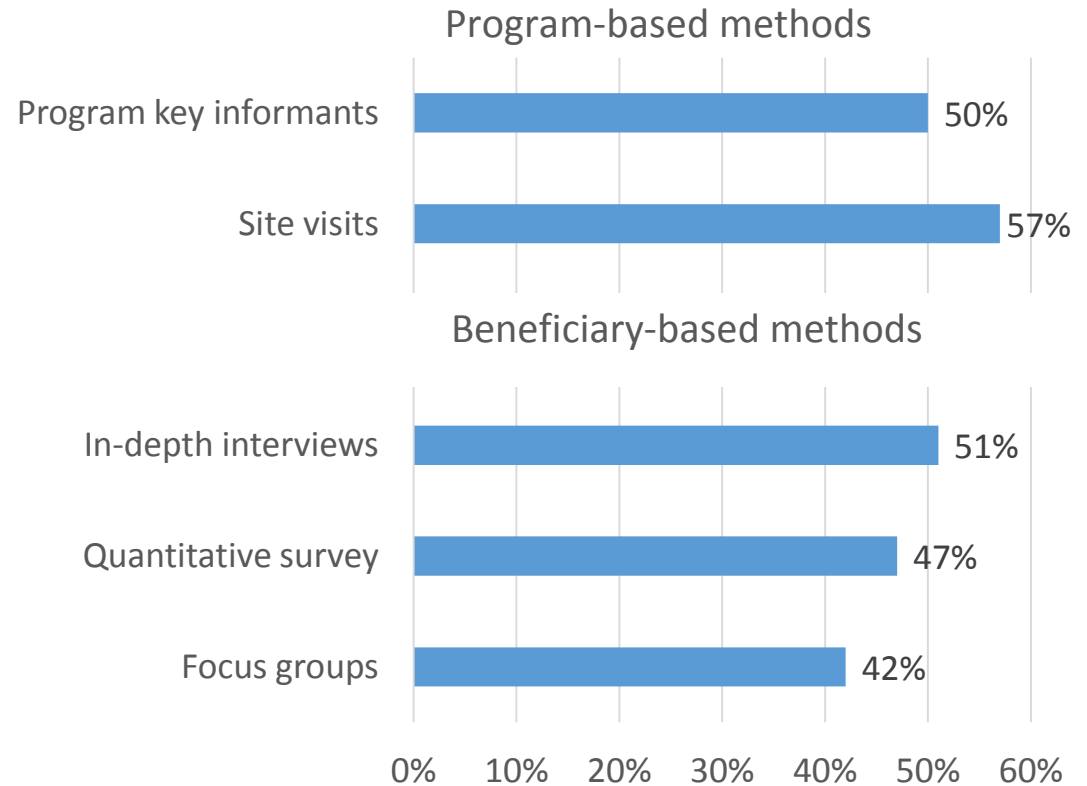 Program-based methods
Program key informants 50%
Site visits 57%
Beneficiary-based methods
In-depth interviews 51%
Quantitative survey 47%
Focus groups 42%
0% 10% 20% 30% 40% 50% 60%